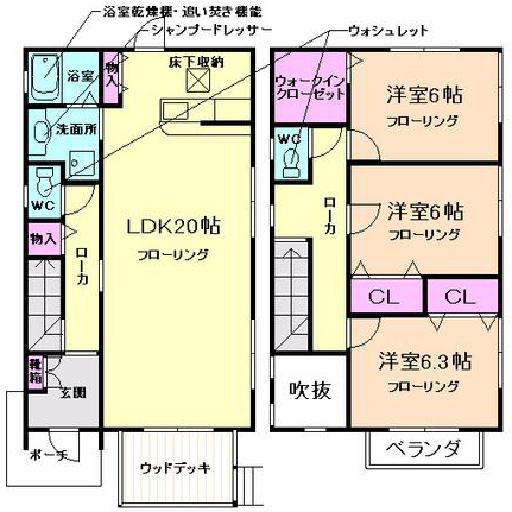 浴室乾燥機・追い焚き機能
シャンプードレッサー
ウォシュレット
浴室
物入
床下収納
洗面所
WC
物入
ローカ
LDK20帖
フローリング
靴箱
玄関
ポーチ
ウッドデッキ
ウォークイン
クローゼット
洋室6帖
フローリング
WC
ローカ
洋室6帖
フローリング
CL
CL
洋室6.3帖
フローリング
吹抜
ベランダ